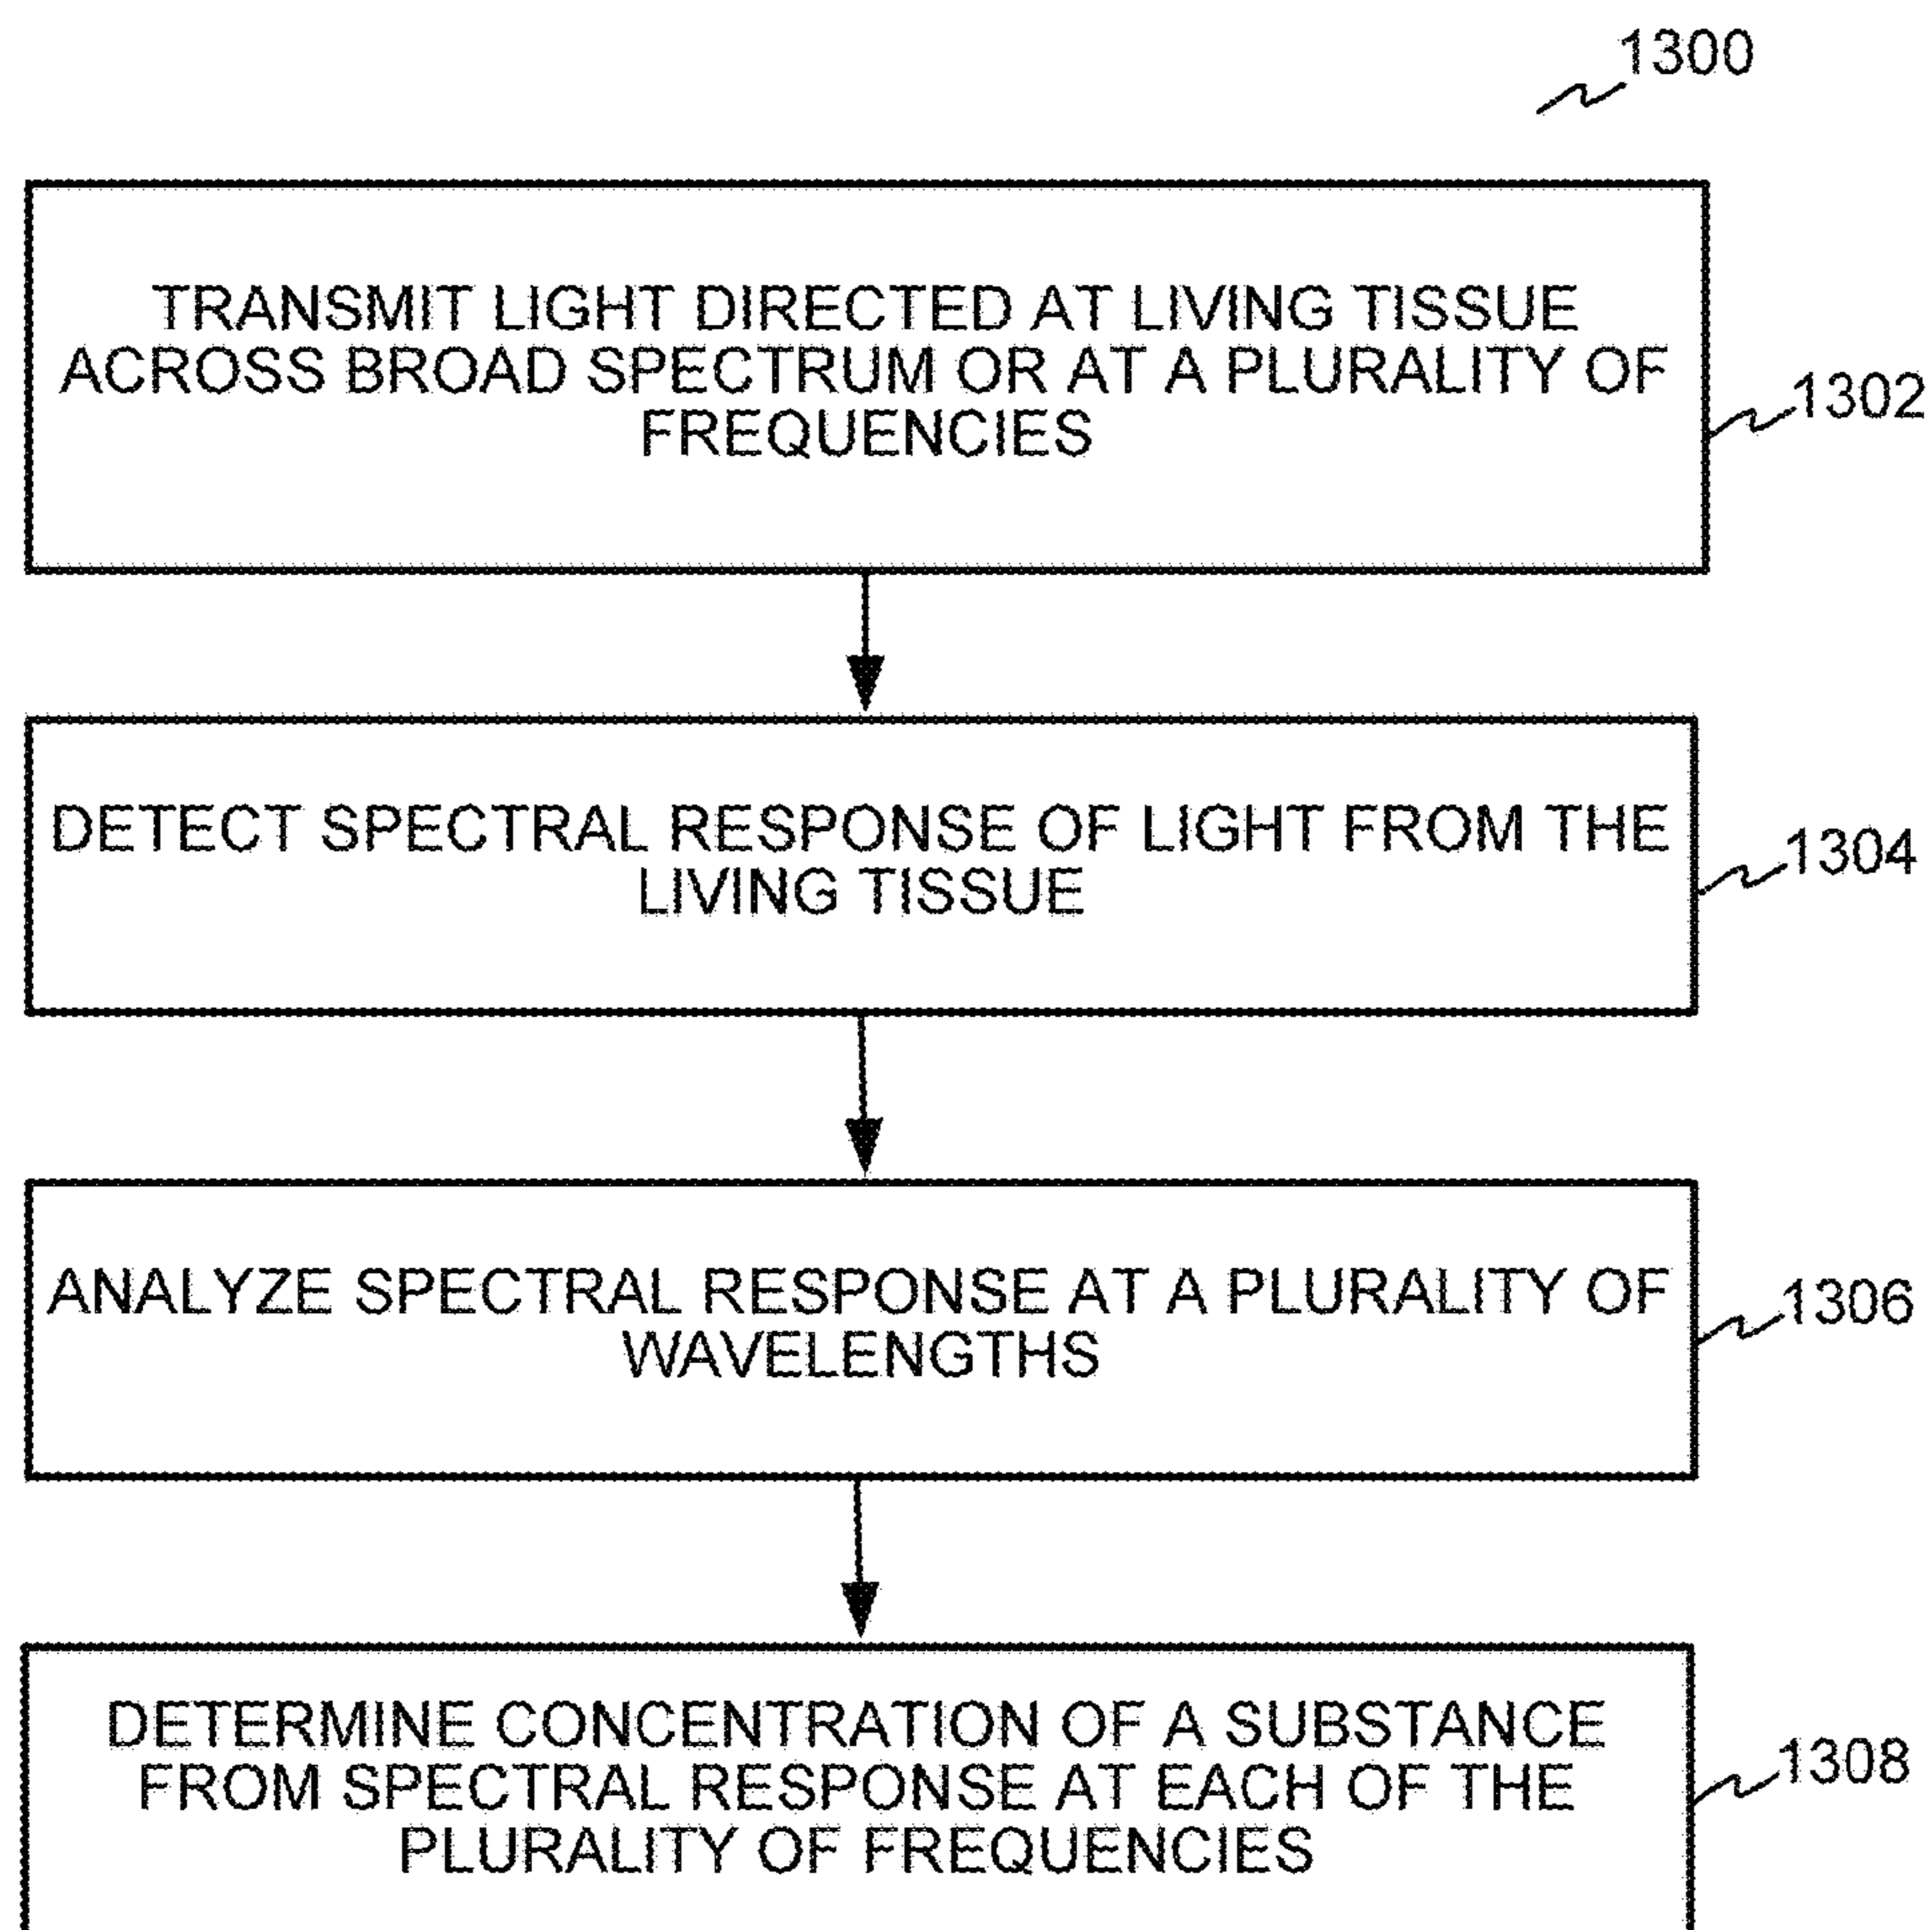 1300
TRANSMIT LIGHT DIRECTED AT LIVING TISSUE
ACROSS BROAD SPECTRUM OR AT A PLURALITY OF
FREQUENCIES
1302
DETECT SPECTRAL RESPONSE OF LIGHT FROM THE
LIVING TISSUE
1304
ANALYZE SPECTRAL RESPONSE AT A PLURALITY OF
WAVELENGTHS
1306
DETERMINE CONCENTRATION OF A SUBSTANCE
FROM SPECTRAL RESPONSE AT EACH OF THE
PLURALITY OF FREQUENCIES
1308